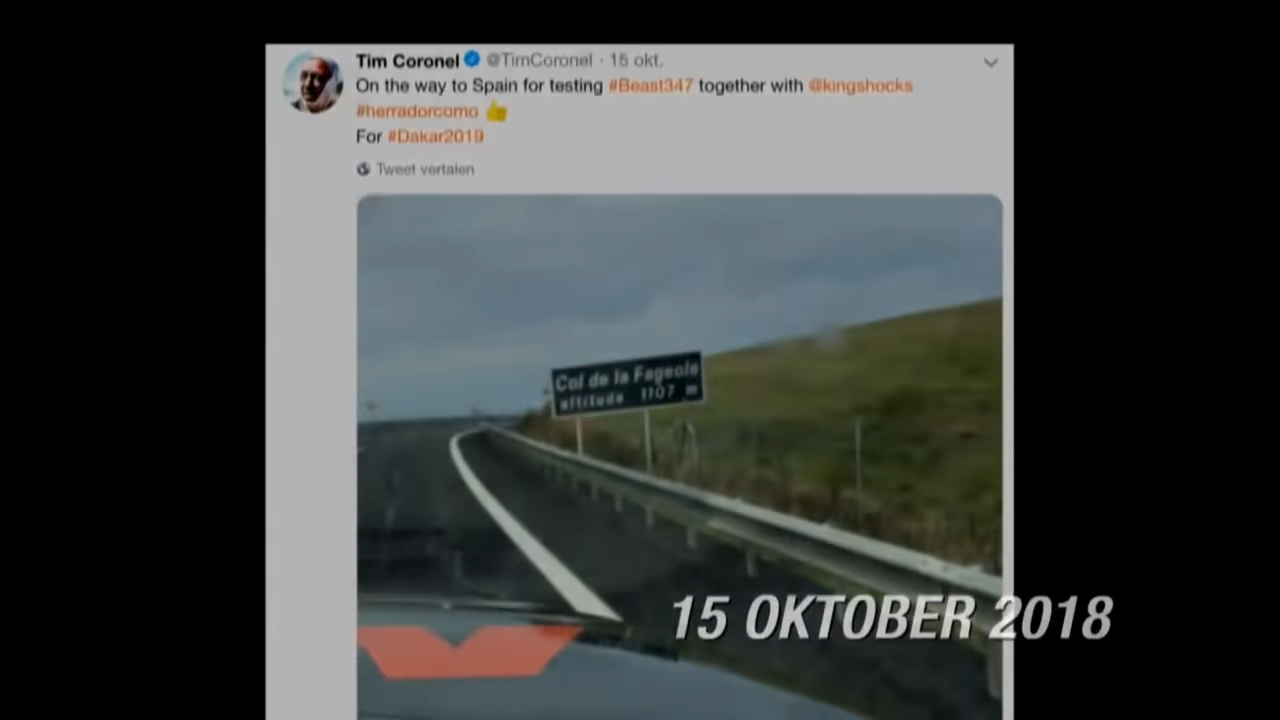 Tim Coronel @TimCoronel · 15 okt.
On the way to Spain for testing #Beast347 together with @kingshocks
#herradorcomo 👍
For #Dakar2019
Tweet vertalen
Col de la Fageole
altitude 1107 m
15 OKTOBER 2018